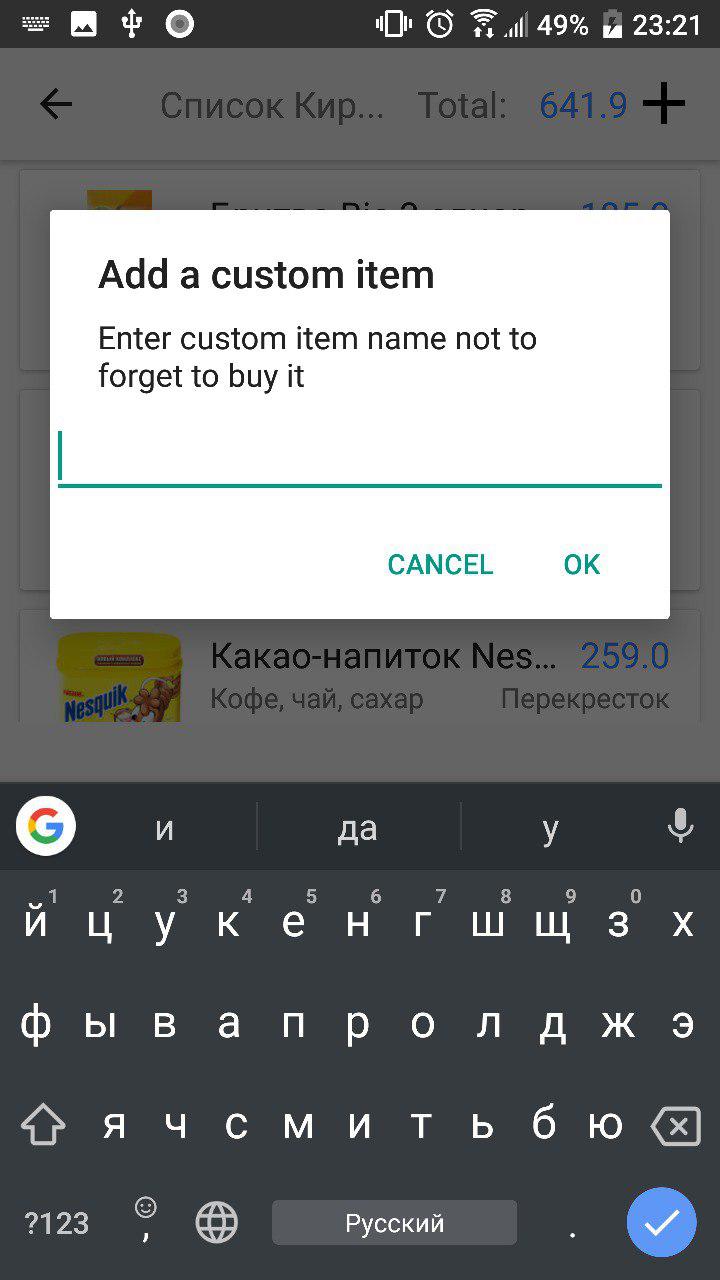 49% 23:21
Список Кир... Total: 641.9
Add a custom item
Enter custom item name not to
forget to buy it
CANCEL OK
Какао-напиток Nes... 259.0
Nesquik
Кофе, чай, сахар Перекресток
G и да у
1 2 3 4 5 6 7 8 9 0
й ц у к е н г ш щ з х
ф ы в а п р о л д ж э
я ч с м и т ь б ю
?123 , Русский .